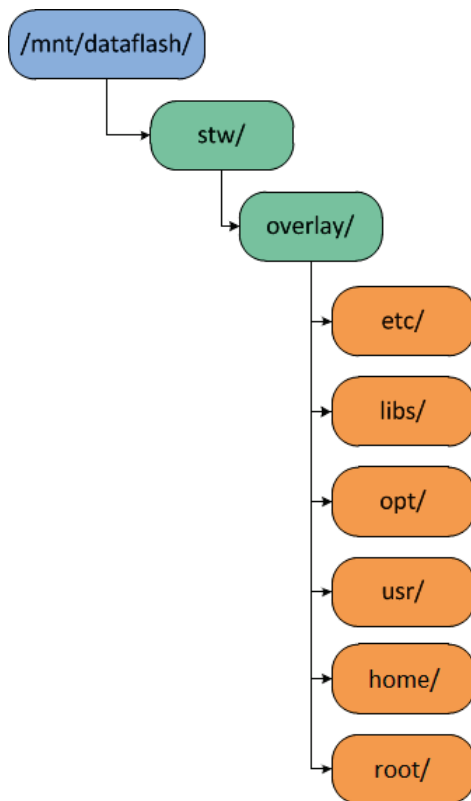 /mnt/dataflash/
stw/
overlay/
etc/
libs/
opt/
usr/
home/
root/